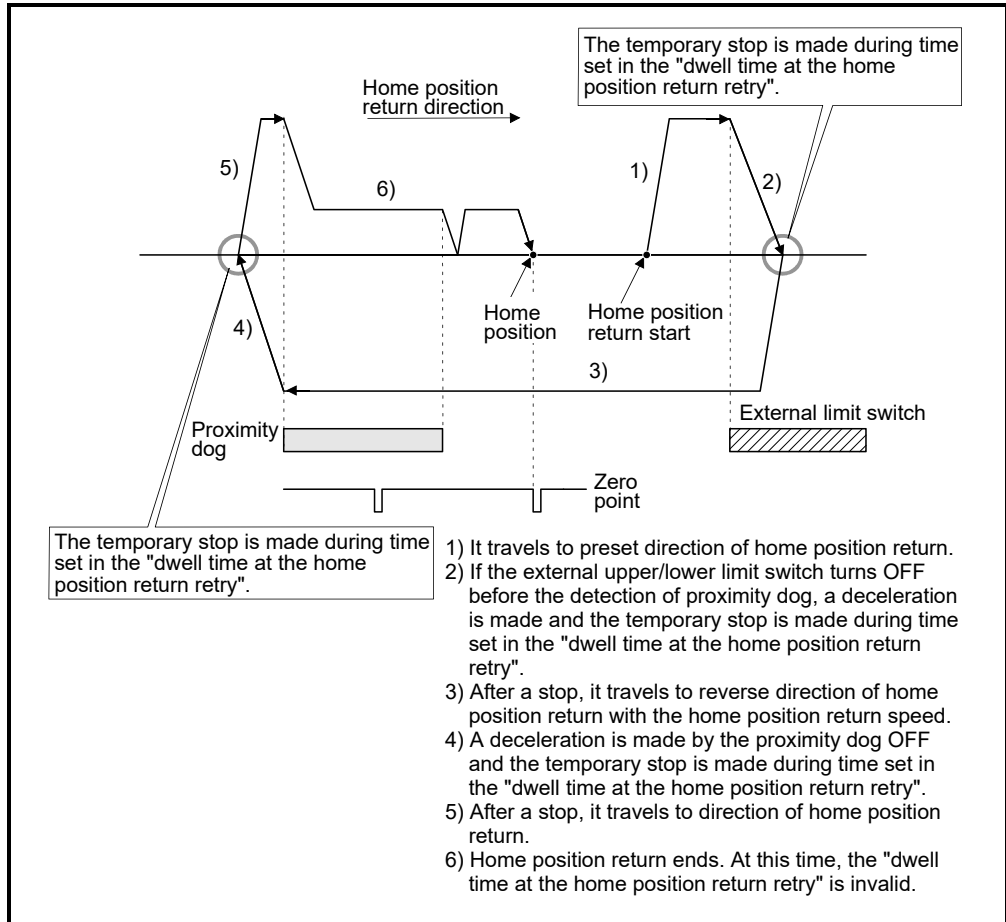 The temporary stop is made during time
set in the "dwell time at the home
position return retry".
Home position
return direction
5)
6)
1)
2)
Home
position
Home position
return start
4)
3)
External limit switch
Proximity
dog
Zero
point
The temporary stop is made during time
set in the "dwell time at the home
position return retry".
1) It travels to preset direction of home position return.
2) If the external upper/lower limit switch turns OFF
before the detection of proximity dog, a deceleration
is made and the temporary stop is made during time
set in the "dwell time at the home position return
retry".
3) After a stop, it travels to reverse direction of home
position return with the home position return speed.
4) A deceleration is made by the proximity dog OFF
and the temporary stop is made during time set in
the "dwell time at the home position return retry".
5) After a stop, it travels to direction of home position
return.
6) Home position return ends. At this time, the "dwell
time at the home position return retry" is invalid.